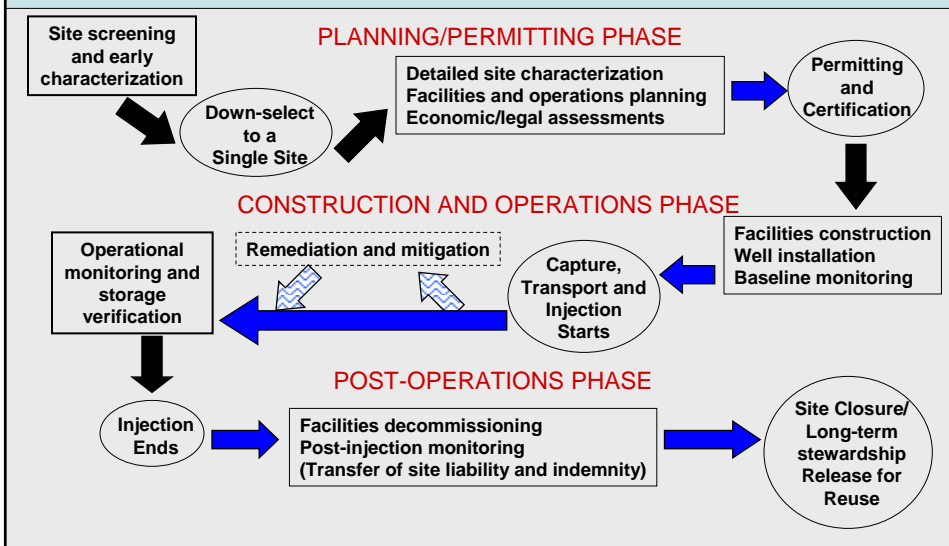 PLANNING/PERMITTING PHASE
Site screening
and early
characterization
Down-select
to a
Single Site
Detailed site characterization
Facilities and operations planning
Economic/legal assessments
Permitting
and
Certification
CONSTRUCTION AND OPERATIONS PHASE
Facilities construction
Well installation
Baseline monitoring
Capture,
Transport and
Injection
Starts
Remediation and mitigation
Operational
monitoring and
storage
verification
POST-OPERATIONS PHASE
Injection
Ends
Facilities decommissioning
Post-injection monitoring
(Transfer of site liability and indemnity)
Site Closure/
Long-term
stewardship
Release for
Reuse